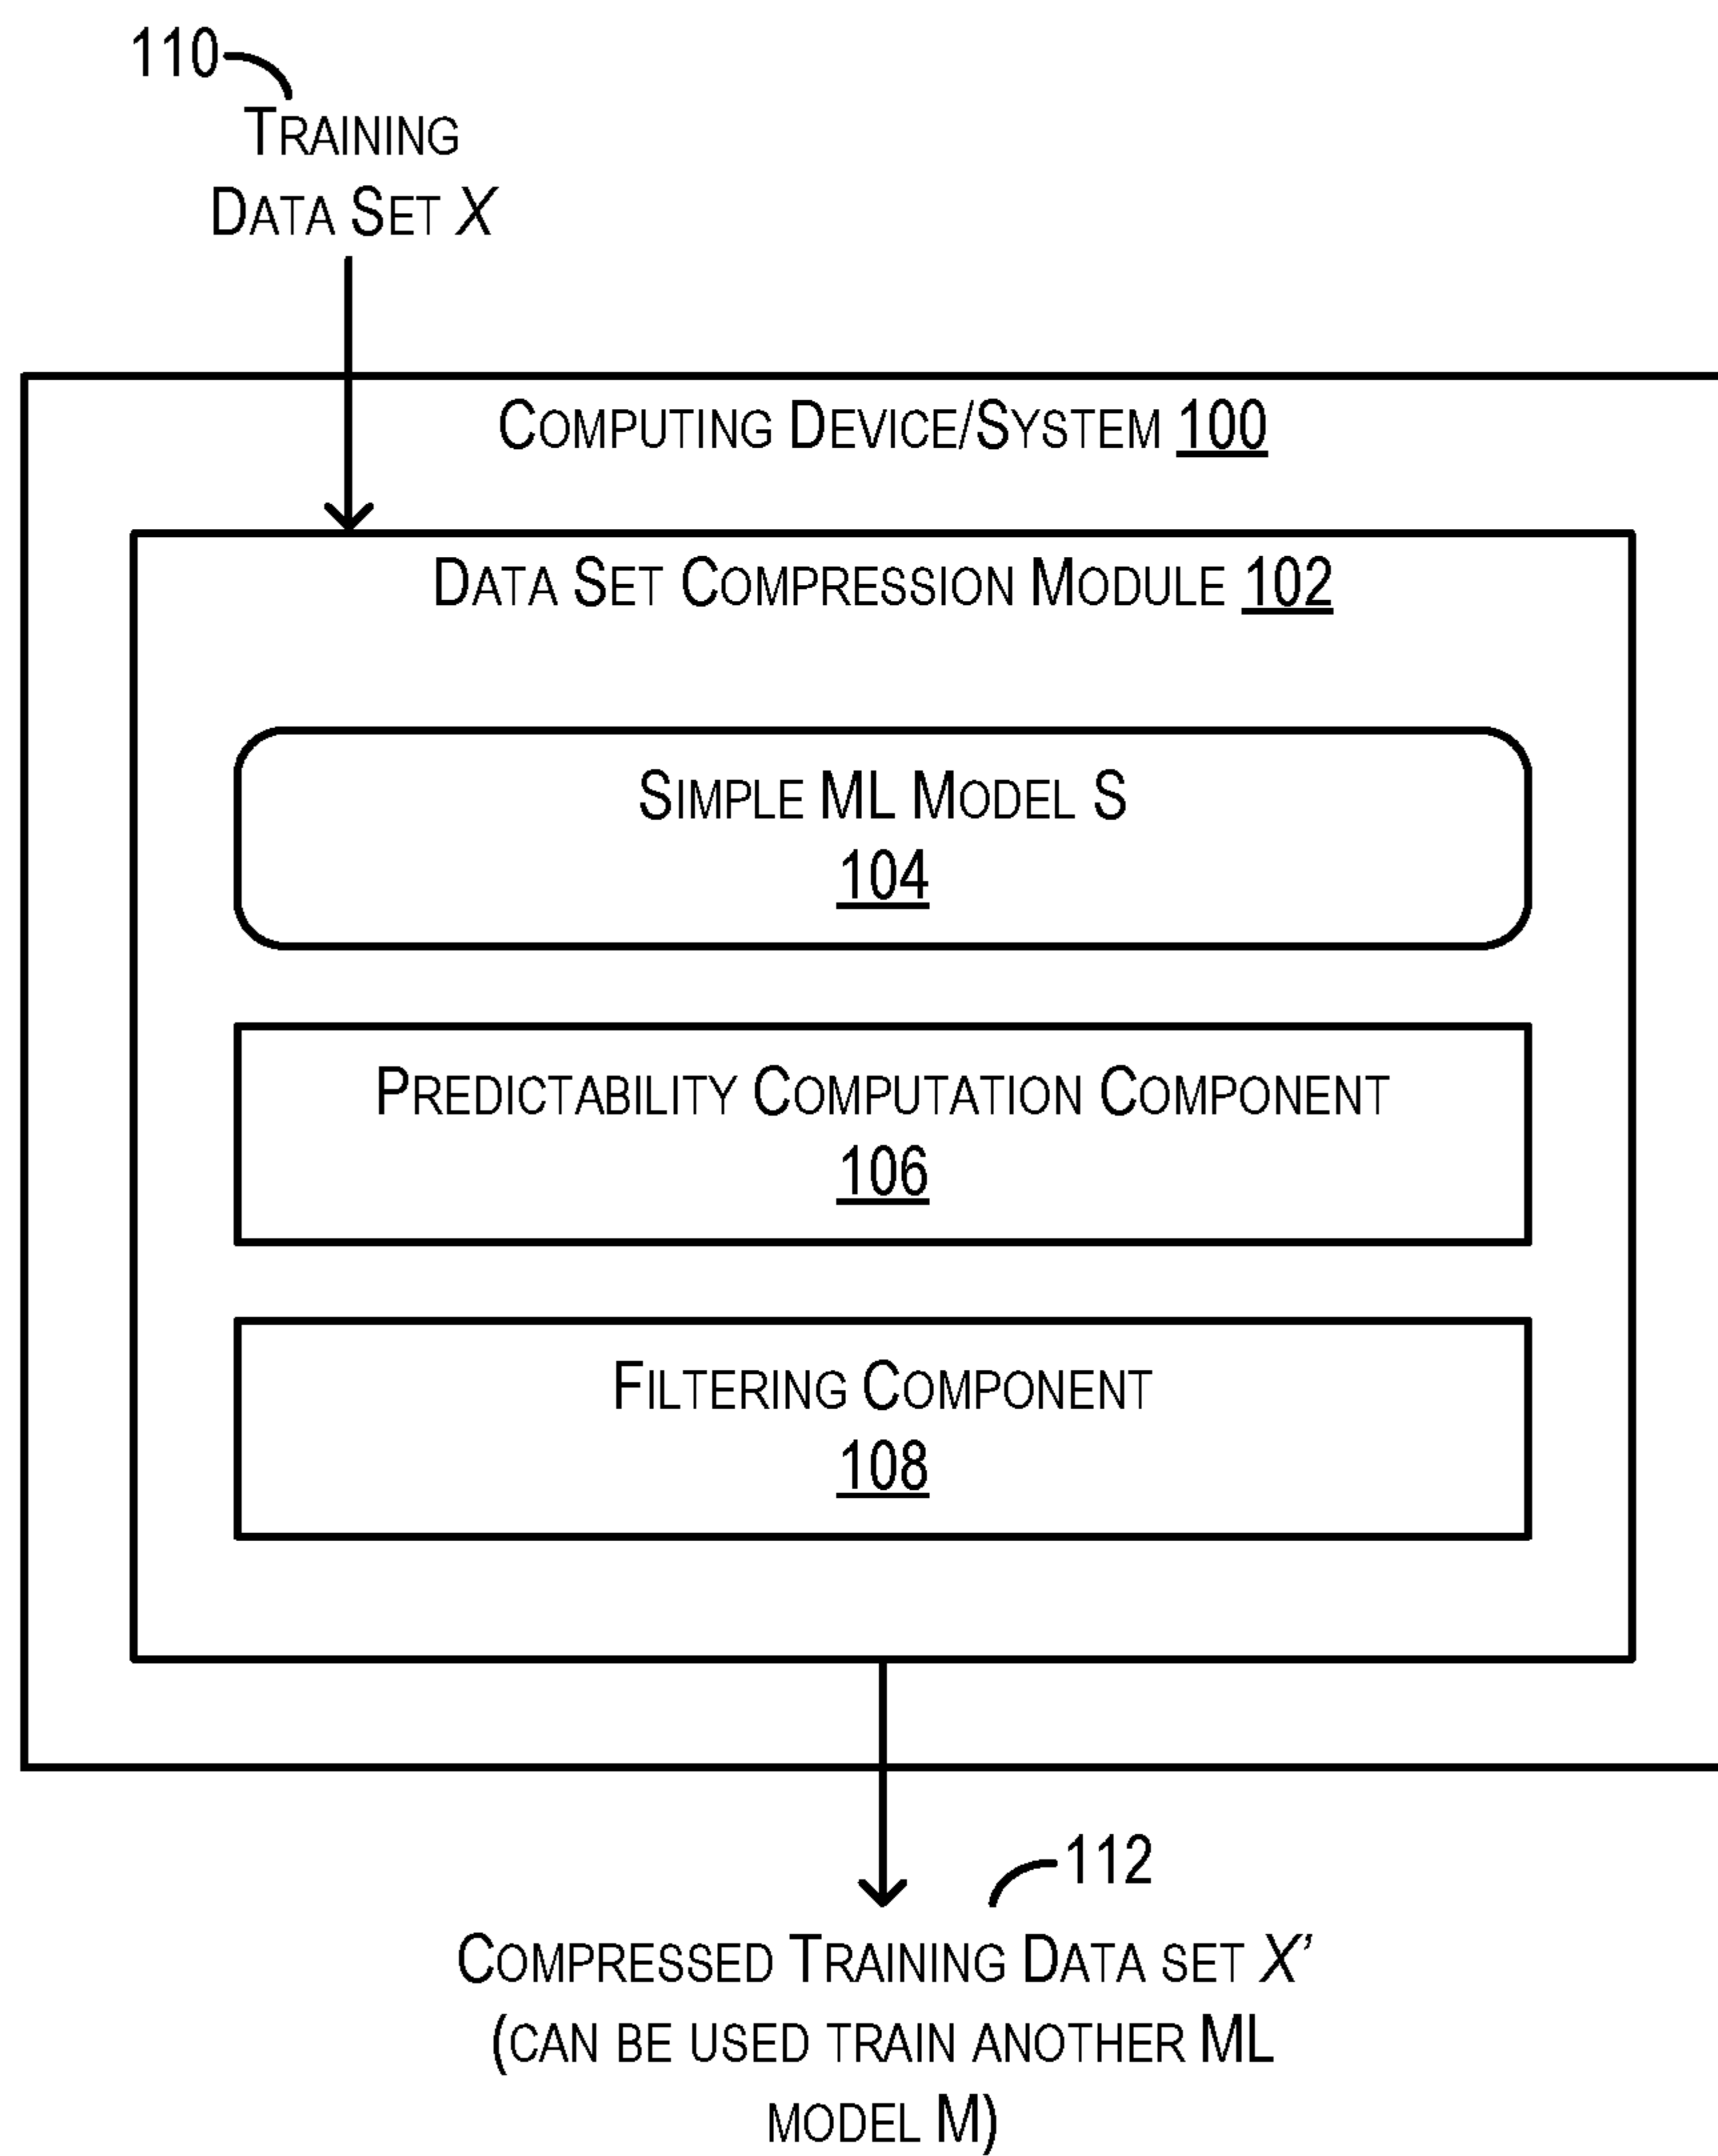 110
TRAINING
DATA SET X
COMPUTING DEVICE/SYSTEM 100
DATA SET COMPRESSION MODULE 102
SIMPLE ML MODEL S
104
PREDICTABILITY COMPUTATION COMPONENT
106
FILTERING COMPONENT
108
112
COMPRESSED TRAINING DATA SET X'
(CAN BE USED TRAIN ANOTHER ML
MODEL M)